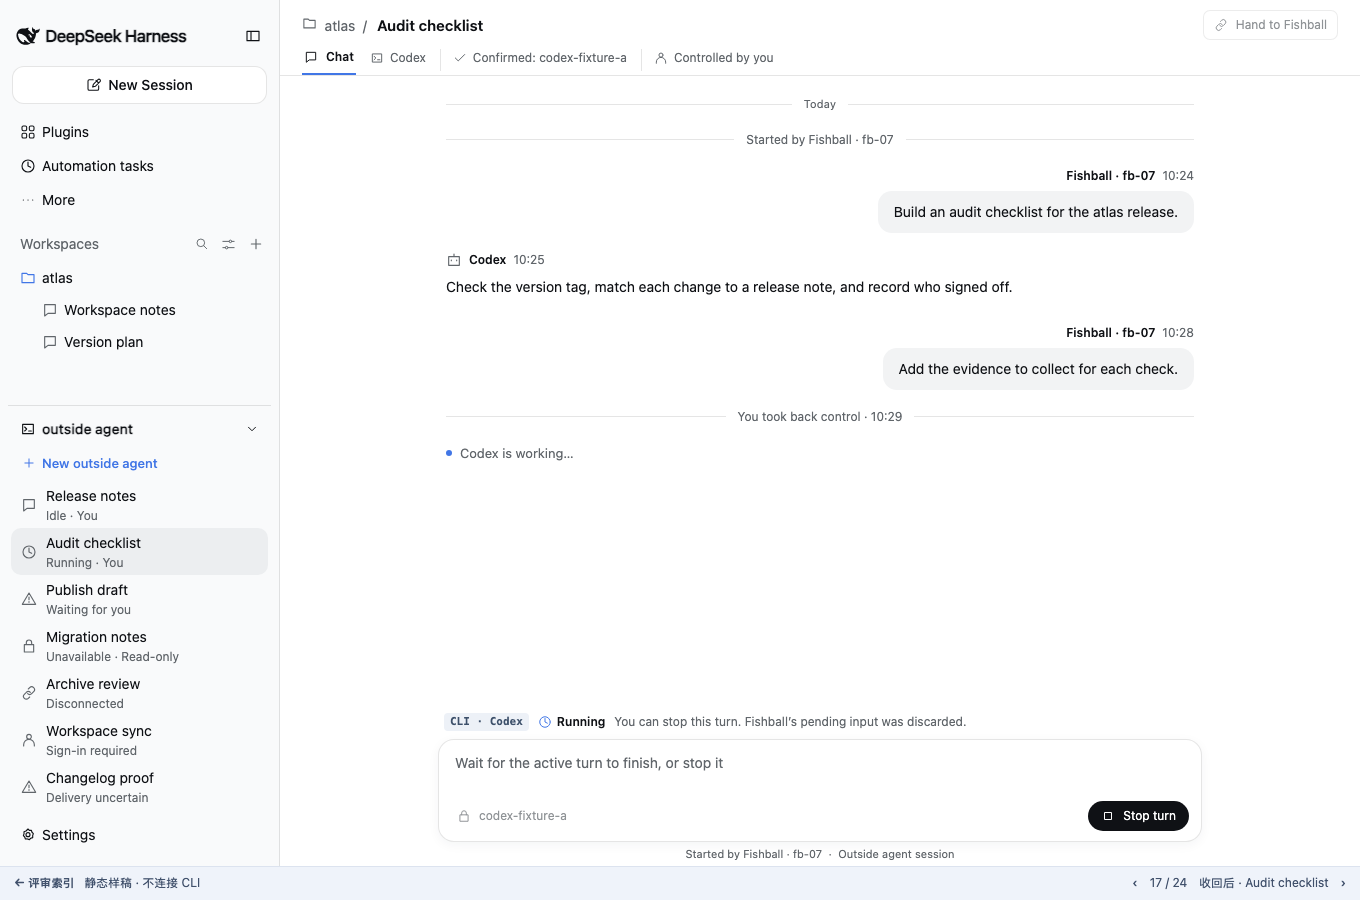 DeepSeek Harness
New Session
Plugins
Automation tasks
More
Workspaces
atlas
Workspace notes
Version plan
outside agent
New outside agent
Release notes
Idle · You
Audit checklist
Running · You
Publish draft
Waiting for you
Migration notes
Unavailable · Read-only
Archive review
Disconnected
Workspace sync
Sign-in required
Changelog proof
Delivery uncertain
Settings
atlas / Audit checklist
Hand to Fishball
Chat
Codex
Confirmed: codex-fixture-a
Controlled by you
Today
Started by Fishball · fb-07
Fishball · fb-07 10:24
Build an audit checklist for the atlas release.
Codex 10:25
Check the version tag, match each change to a release note, and record who signed off.
Fishball · fb-07 10:28
Add the evidence to collect for each check.
You took back control · 10:29
Codex is working...
CLI · Codex Running You can stop this turn. Fishball's pending input was discarded.
Wait for the active turn to finish, or stop it
codex-fixture-a
Stop turn
Started by Fishball · fb-07 · Outside agent session
← 评审索引 静态样稿 · 不连接 CLI
‹ 17 / 24 收回后 · Audit checklist ›